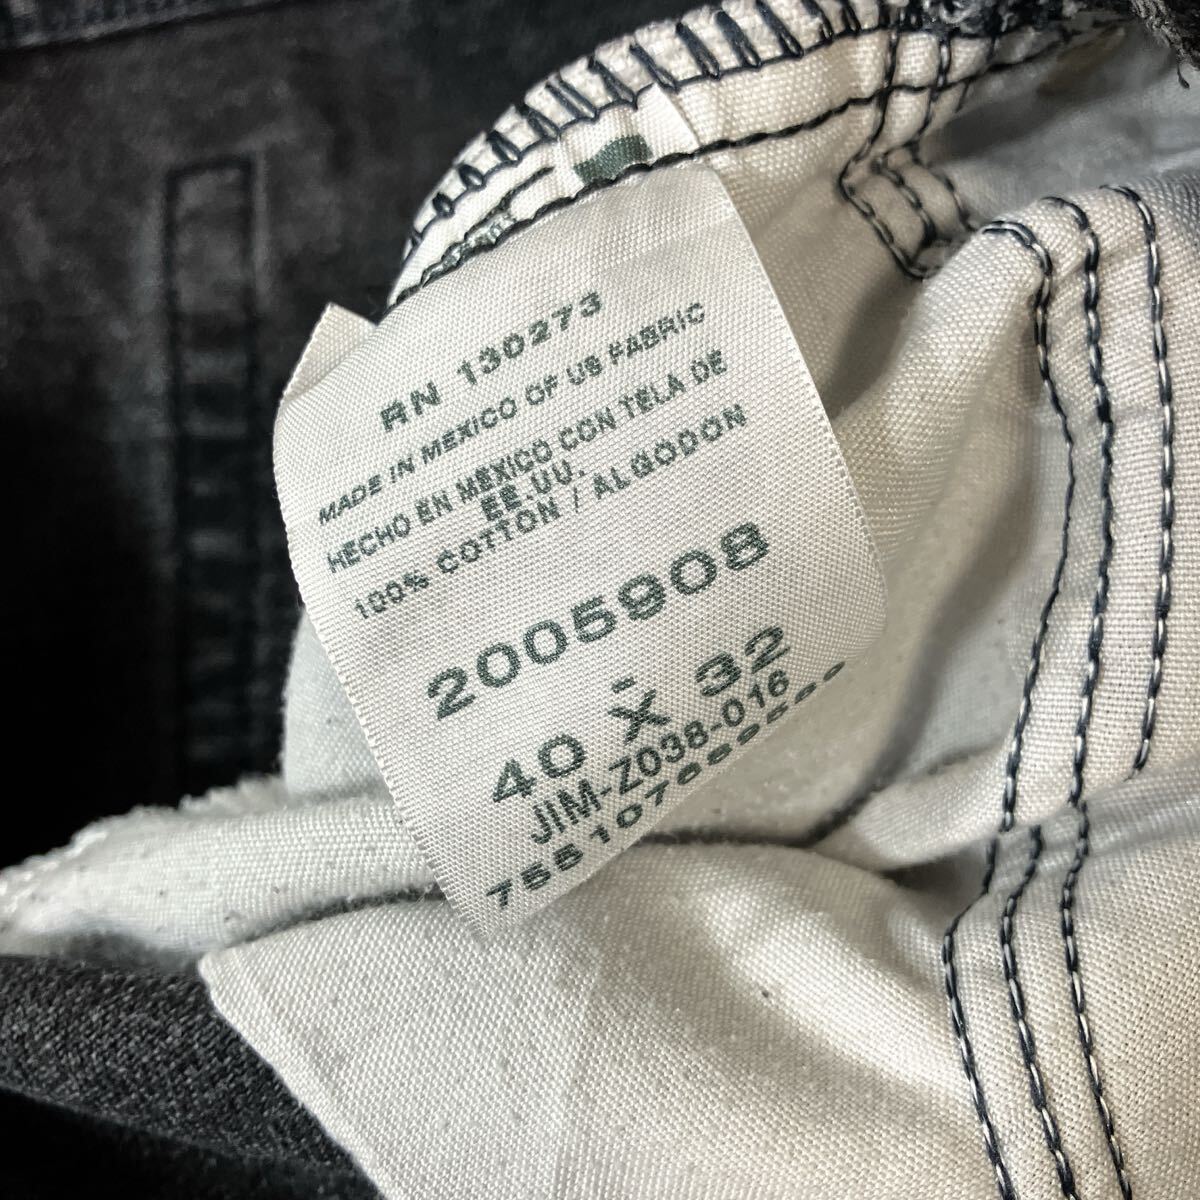 RN 130273
MADE IN MEXICO OF US FABRIC
HECHO EN MEXICO CON TELA DE
EE.UU.
100% COTTON / ALGODON
2005908
40 X 32
JIM-Z038-016